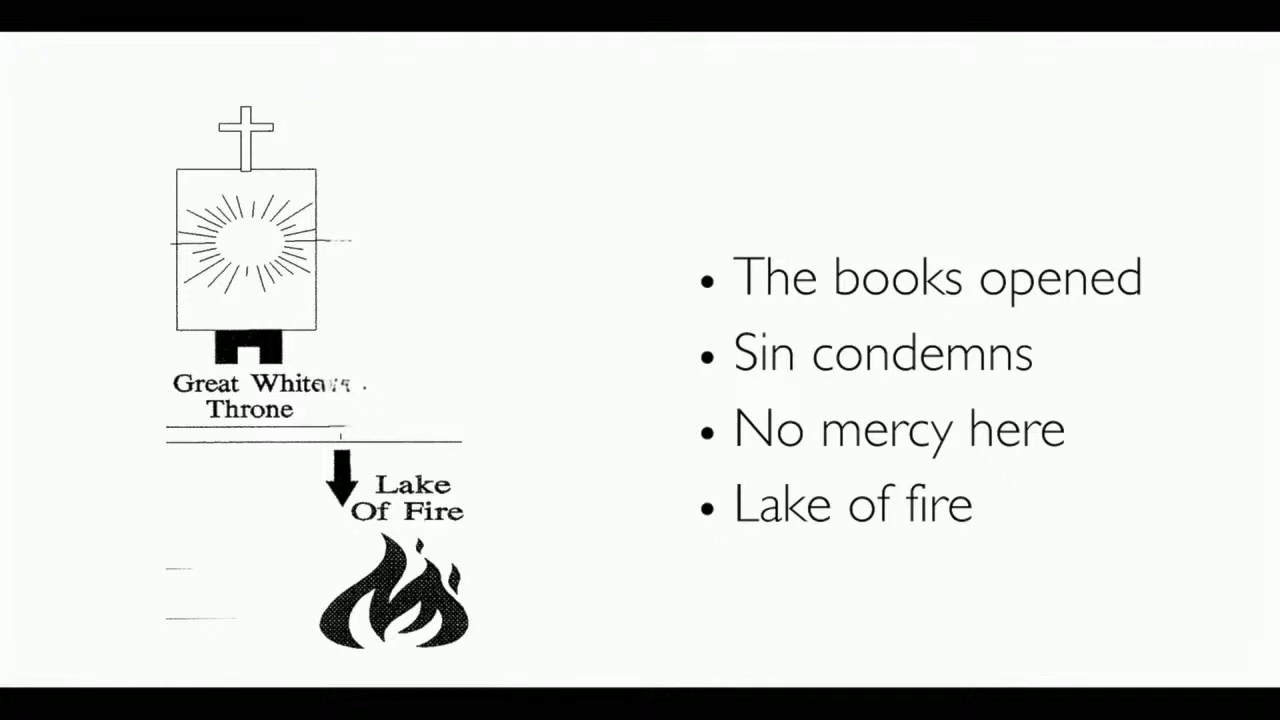 Great White
Throne
Lake
Of Fire
• The books opened
• Sin condemns
• No mercy here
• Lake of fire